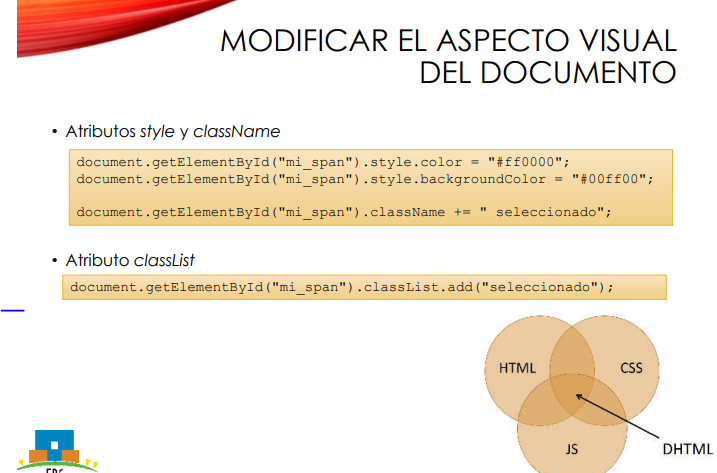 MODIFICAR EL ASPECTO VISUAL
DEL DOCUMENTO
• Atributos style y className
document.getElementById("mi_span").style.color = "#ff0000";
document.getElementById("mi_span").style.backgroundColor = "#00ff00";
document.getElementById("mi_span").className += " seleccionado";
• Atributo classList
document.getElementById("mi_span").classList.add("seleccionado");
HTML
CSS
JS
DHTML